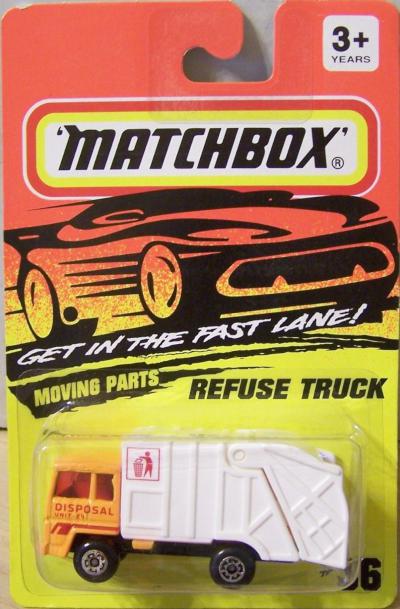 3+
YEARS
'MATCHBOX'®
GET IN THE FAST LANE!
MOVING PARTS
REFUSE TRUCK
DISPOSAL